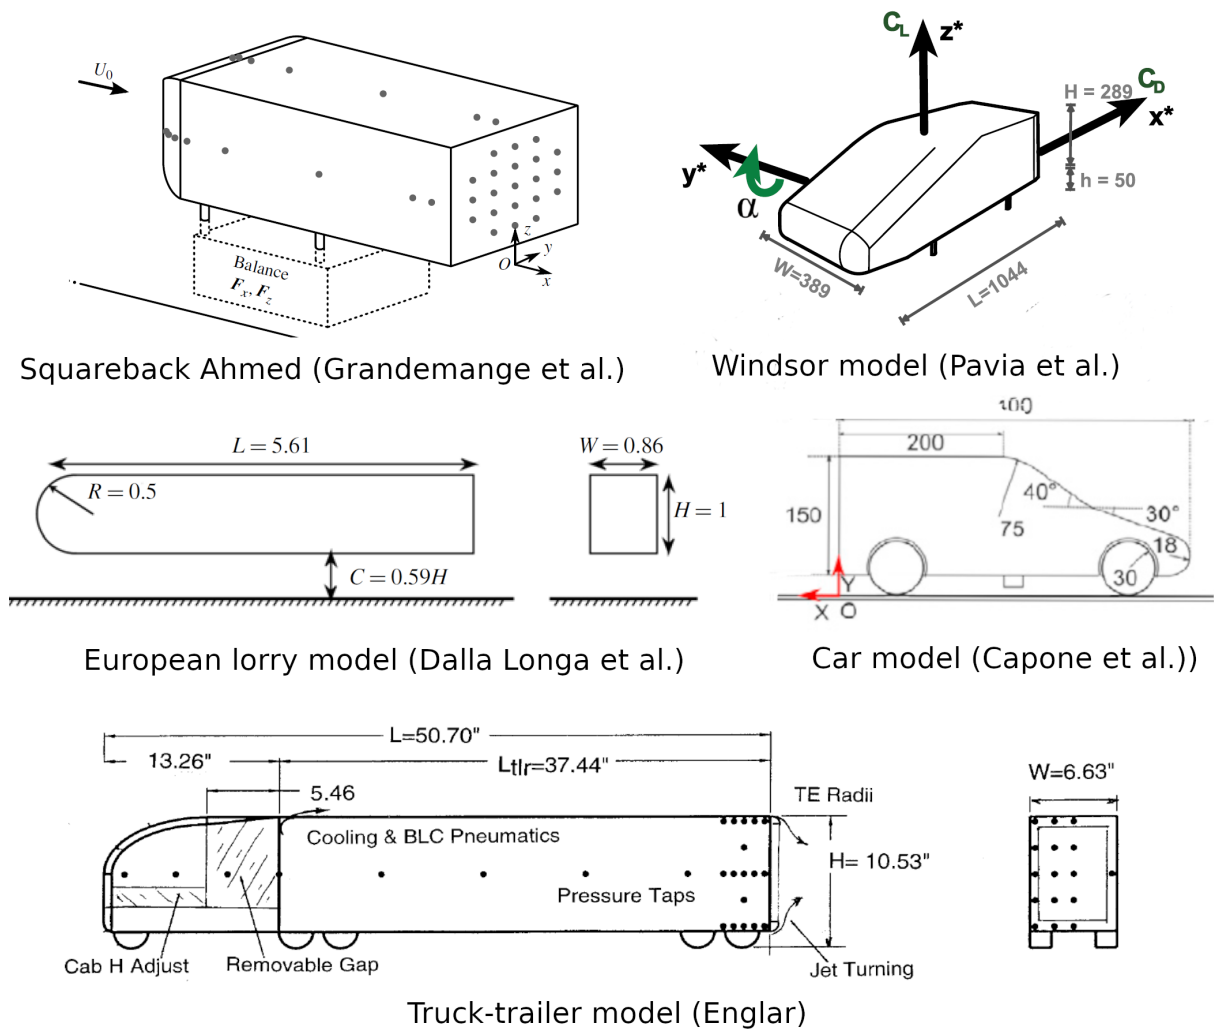 U₀
Balance
Fx, Fz
z
y
O
x
Squareback Ahmed (Grandemange et al.)
CL
z*
CD
H = 289
x*
y*
α
h = 50
W=389
L=1044
Windsor model (Pavia et al.)
L = 5.61
R = 0.5
C = 0.59H
W = 0.86
H = 1
European lorry model (Dalla Longa et al.)
400
200
150
40°
30°
75
18
30
Y
X O
Car model (Capone et al.))
L=50.70"
13.26"
Ltlr=37.44"
5.46
TE Radii
W=6.63"
Cooling & BLC Pneumatics
H= 10.53"
Pressure Taps
Cab H Adjust
Removable Gap
Jet Turning
Truck-trailer model (Englar)